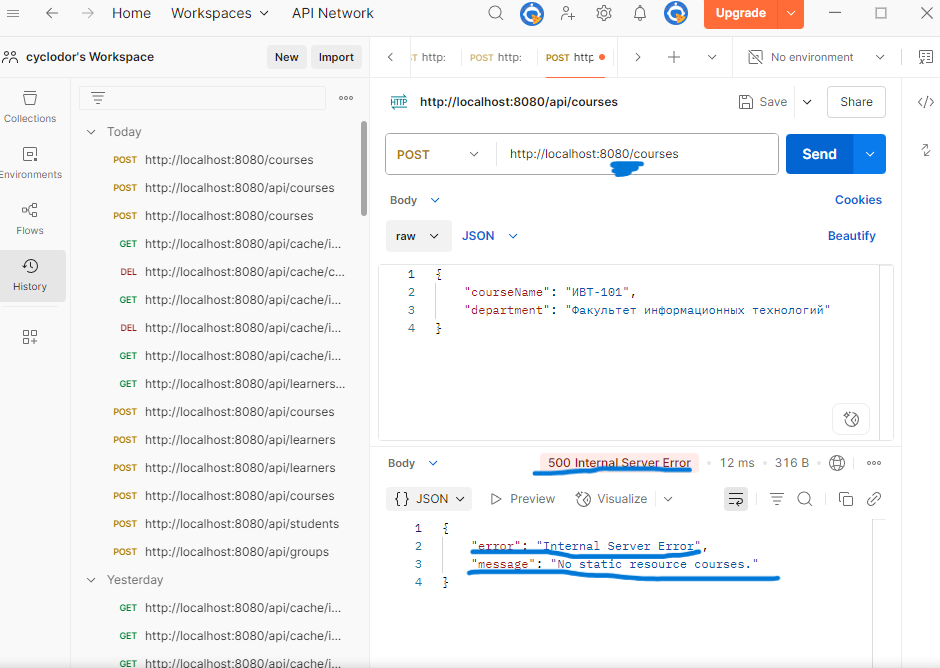 Home Workspaces API Network Upgrade
cyclodor's Workspace New Import
http: POST http: POST http No environment
Collections
Environments
Flows
History
Today
POST http://localhost:8080/courses
POST http://localhost:8080/api/courses
POST http://localhost:8080/courses
GET http://localhost:8080/api/cache/i...
DEL http://localhost:8080/api/cache/c...
GET http://localhost:8080/api/cache/i...
DEL http://localhost:8080/api/cache/i...
GET http://localhost:8080/api/cache/i...
GET http://localhost:8080/api/learners...
POST http://localhost:8080/api/courses
POST http://localhost:8080/api/learners
POST http://localhost:8080/api/learners
POST http://localhost:8080/api/courses
POST http://localhost:8080/api/students
POST http://localhost:8080/api/groups
Yesterday
GET http://localhost:8080/api/cache/i...
GET http://localhost:8080/api/cache/i...
GET http://localhost:8080/api/cache/i...
HTTP http://localhost:8080/api/courses Save Share
POST http://localhost:8080/courses Send
Body Cookies
raw JSON Beautify
1 {
2 "courseName": "ИВТ-101",
3 "department": "Факультет информационных технологий"
4 }
Body 500 Internal Server Error • 12 ms • 316 B
{} JSON Preview Visualize
1 {
2 "error": "Internal Server Error",
3 "message": "No static resource courses."
4 }